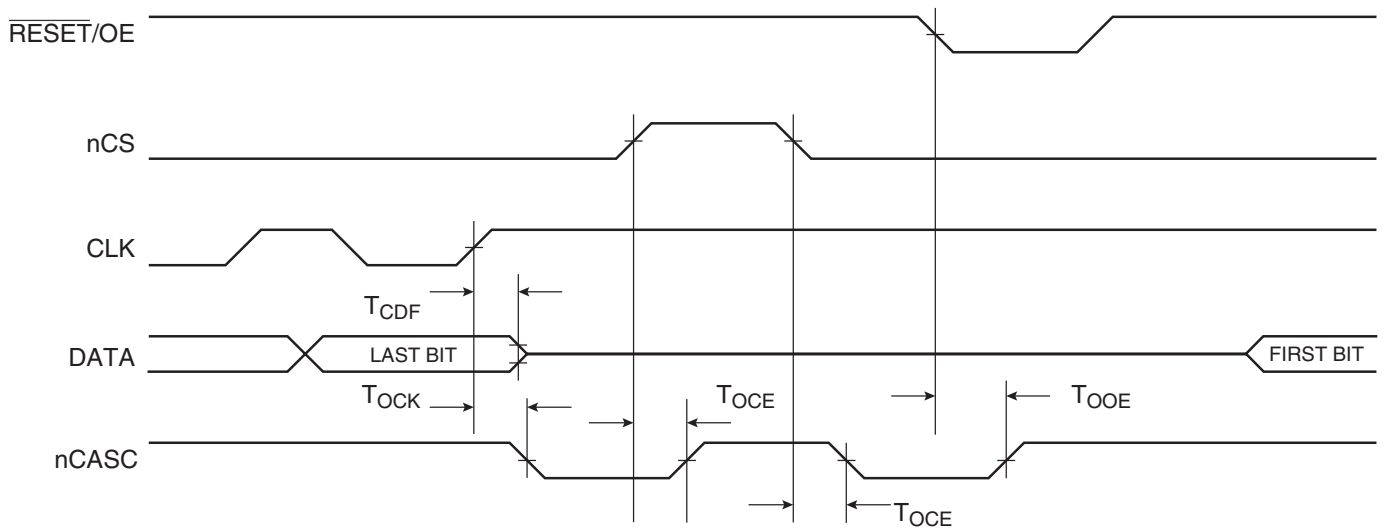 RESET/OE
nCS
CLK
TCDF
DATA
LAST BIT
FIRST BIT
TOCK
TOCE
TOOE
nCASC
TOCE